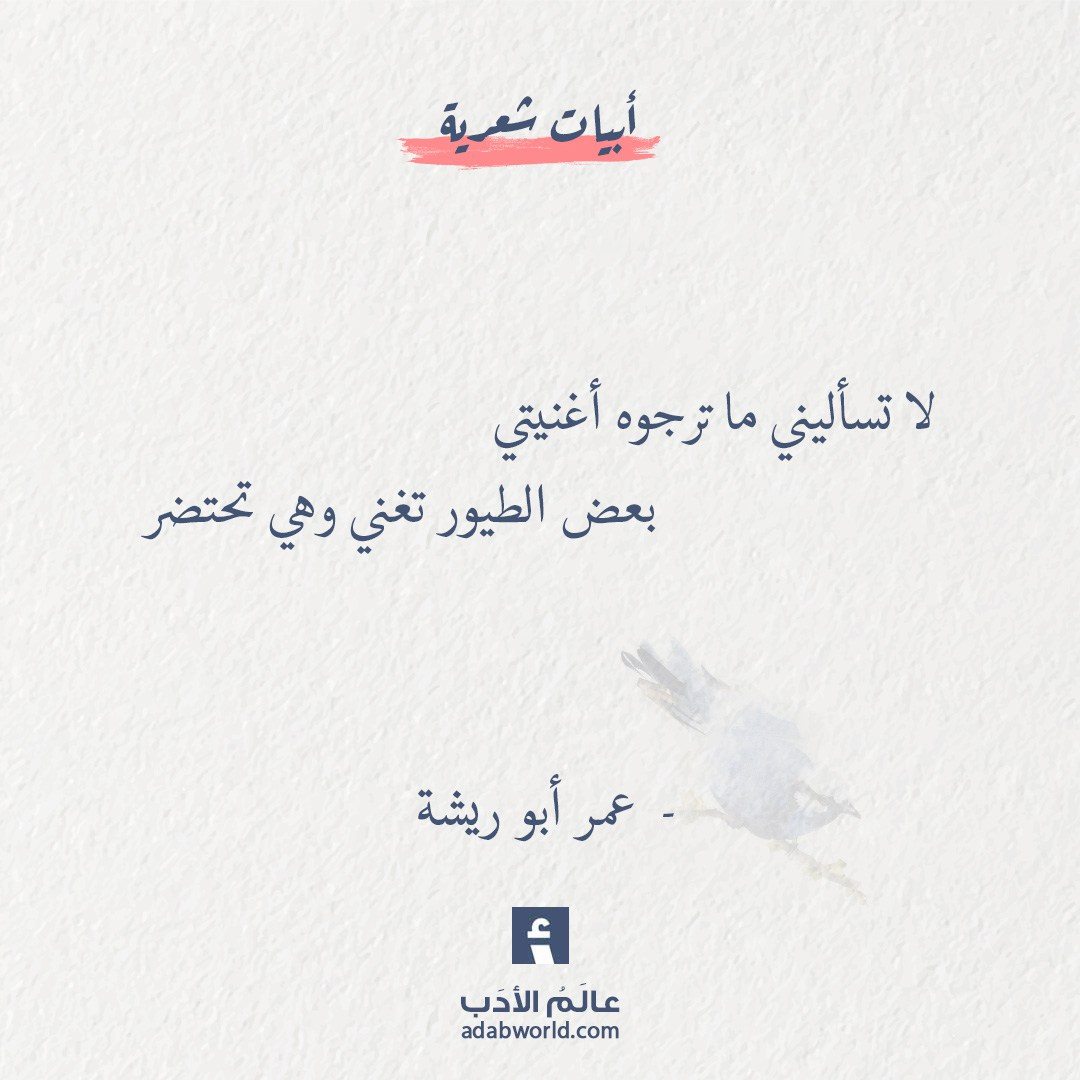 أبيات شعرية
لا تسأليني ما ترجوه أغنيتي
بعض الطيور تغني وهي تحتضر
- عمر أبو ريشة
أ
عالَمُ الأدَب
adabworld.com